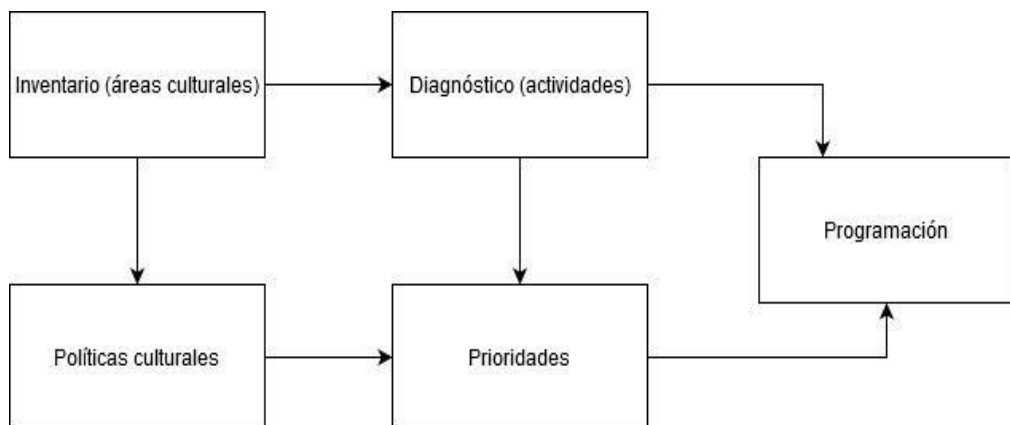 Inventario (áreas culturales)
Diagnóstico (actividades)
Programación
Políticas culturales
Prioridades